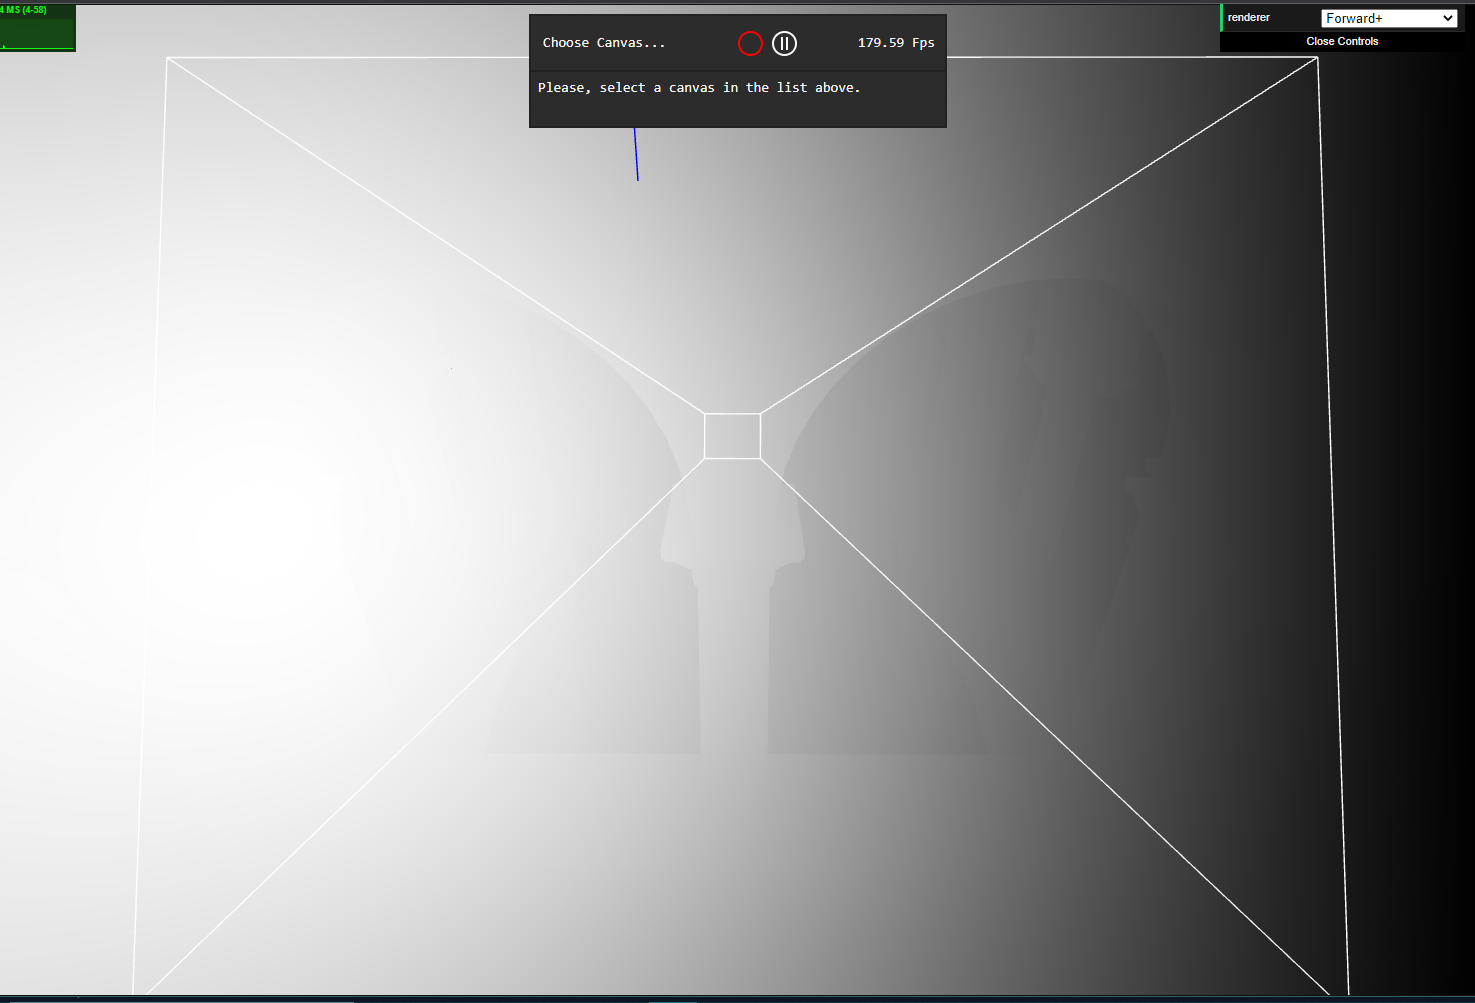 4 MS (4-58)
Choose Canvas...
179.59 Fps
Please, select a canvas in the list above.
renderer
Forward+
Close Controls